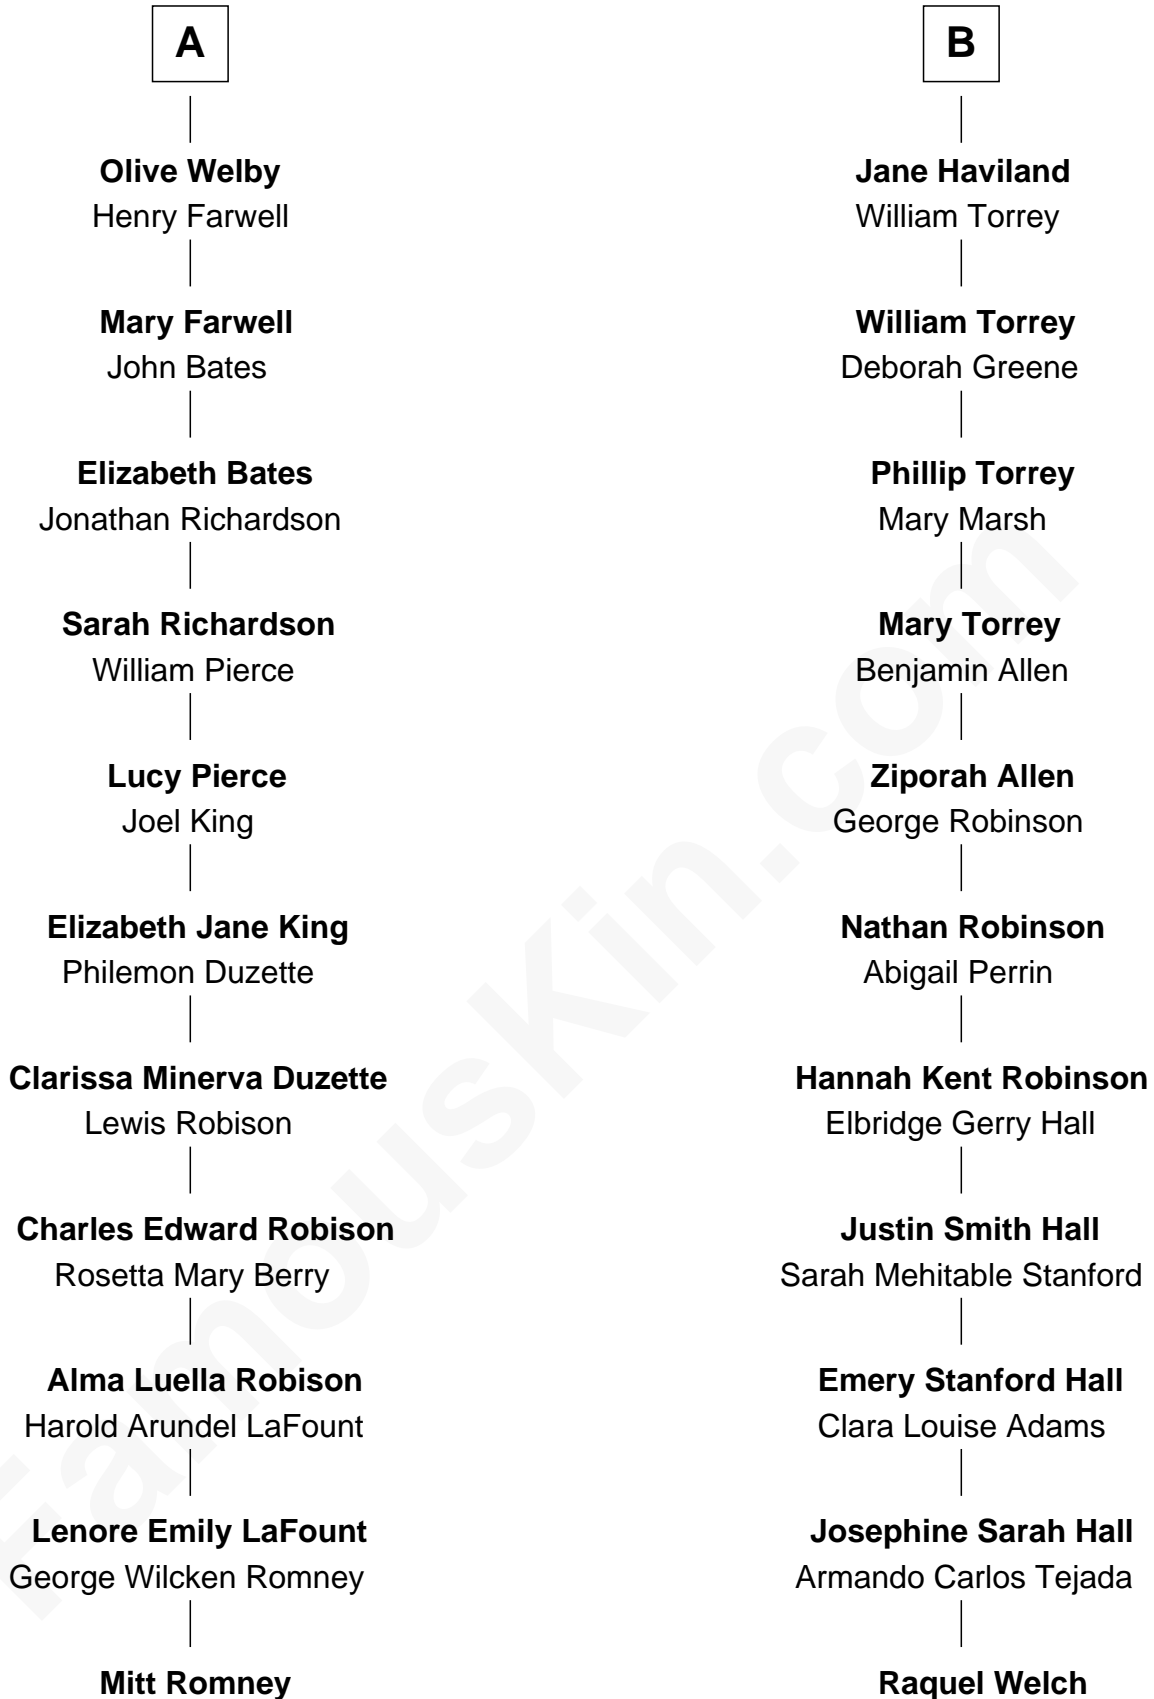 A
Olive Welby
Henry Farwell
Mary Farwell
John Bates
Elizabeth Bates
Jonathan Richardson
Sarah Richardson
William Pierce
Lucy Pierce
Joel King
Elizabeth Jane King
Philemon Duzette
Clarissa Minerva Duzette
Lewis Robison
Charles Edward Robison
Rosetta Mary Berry
Alma Luella Robison
Harold Arundel LaFount
Lenore Emily LaFount
George Wilcken Romney
Mitt Romney
B
Jane Haviland
William Torrey
William Torrey
Deborah Greene
Phillip Torrey
Mary Marsh
Mary Torrey
Benjamin Allen
Ziporah Allen
George Robinson
Nathan Robinson
Abigail Perrin
Hannah Kent Robinson
Elbridge Gerry Hall
Justin Smith Hall
Sarah Mehitable Stanford
Emery Stanford Hall
Clara Louise Adams
Josephine Sarah Hall
Armando Carlos Tejada
Raquel Welch
FamousKin.com